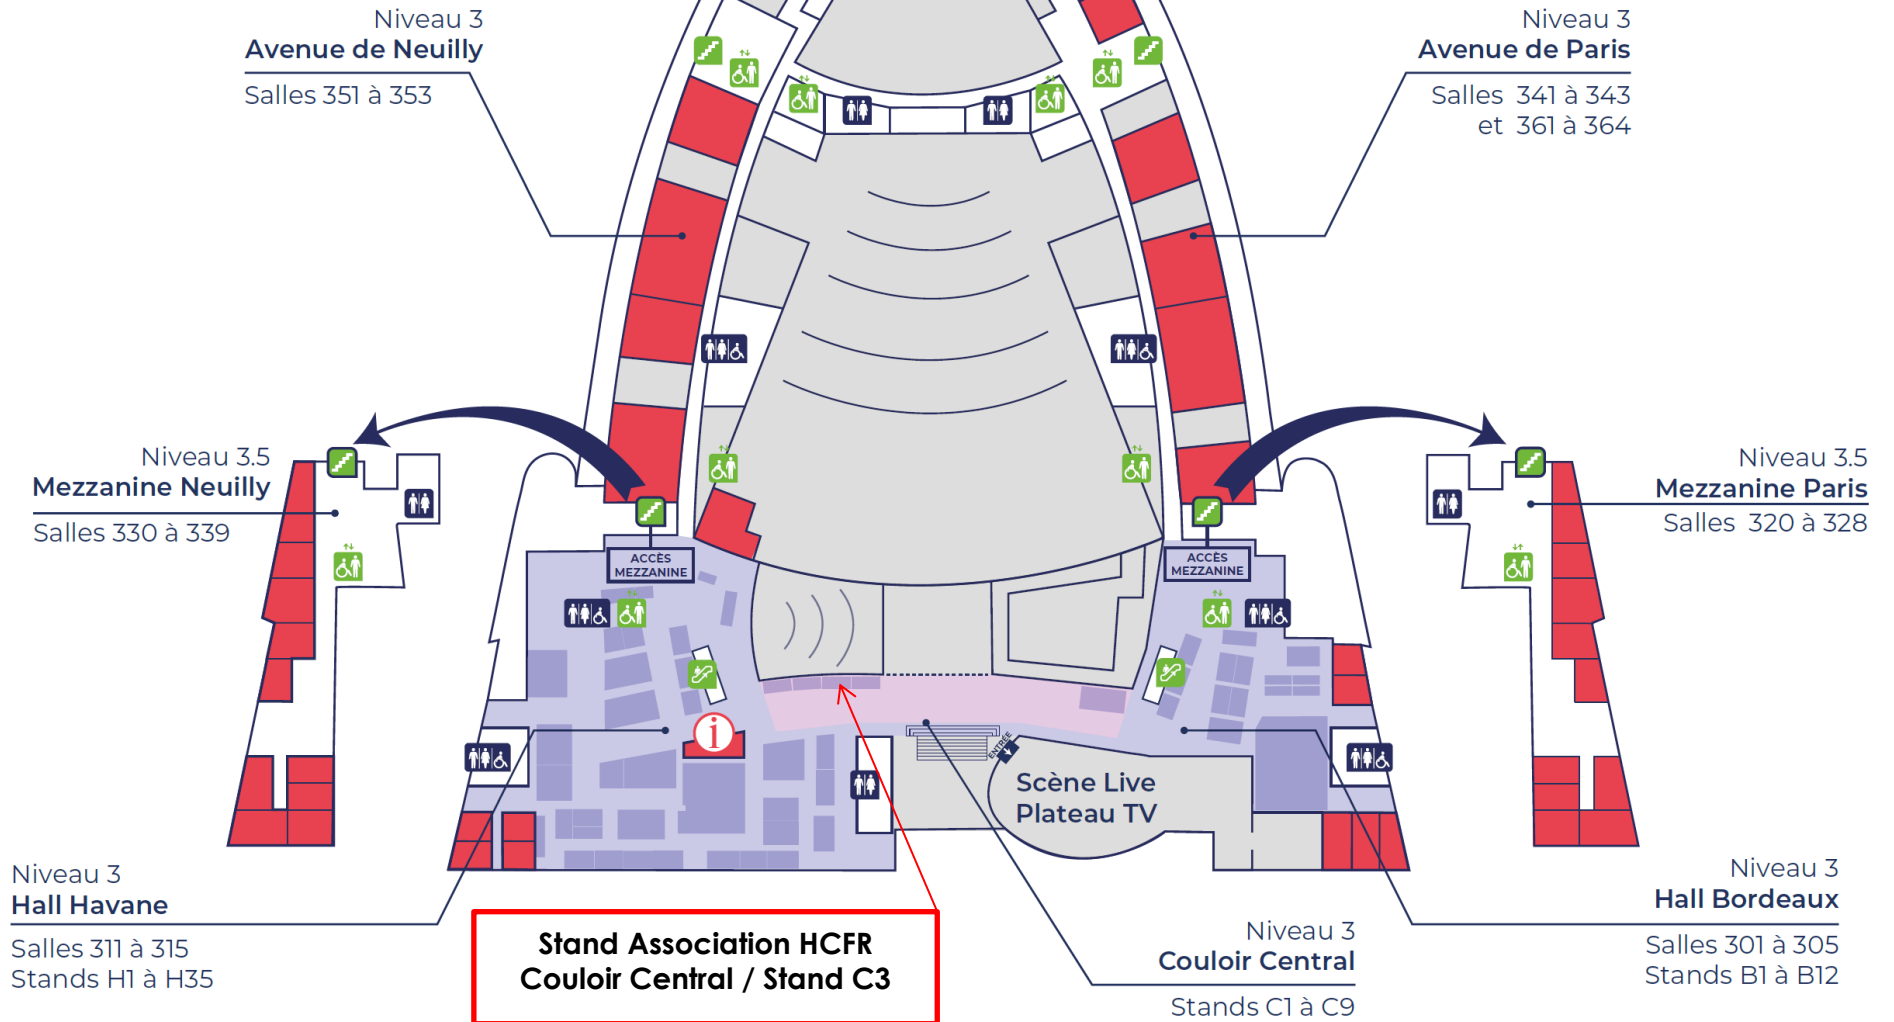 Niveau 3
Avenue de Neuilly
Salles 351 à 353
Niveau 3
Avenue de Paris
Salles 341 à 343
et 361 à 364
Niveau 3.5
Mezzanine Neuilly
Salles 330 à 339
Niveau 3.5
Mezzanine Paris
Salles 320 à 328
ACCÈS
MEZZANINE
ACCÈS
MEZZANINE
i
ENTRÉE
Scène Live
Plateau TV
Niveau 3
Hall Havane
Salles 311 à 315
Stands H1 à H35
Stand Association HCFR
Couloir Central / Stand C3
Niveau 3
Couloir Central
Stands C1 à C9
Niveau 3
Hall Bordeaux
Salles 301 à 305
Stands B1 à B12